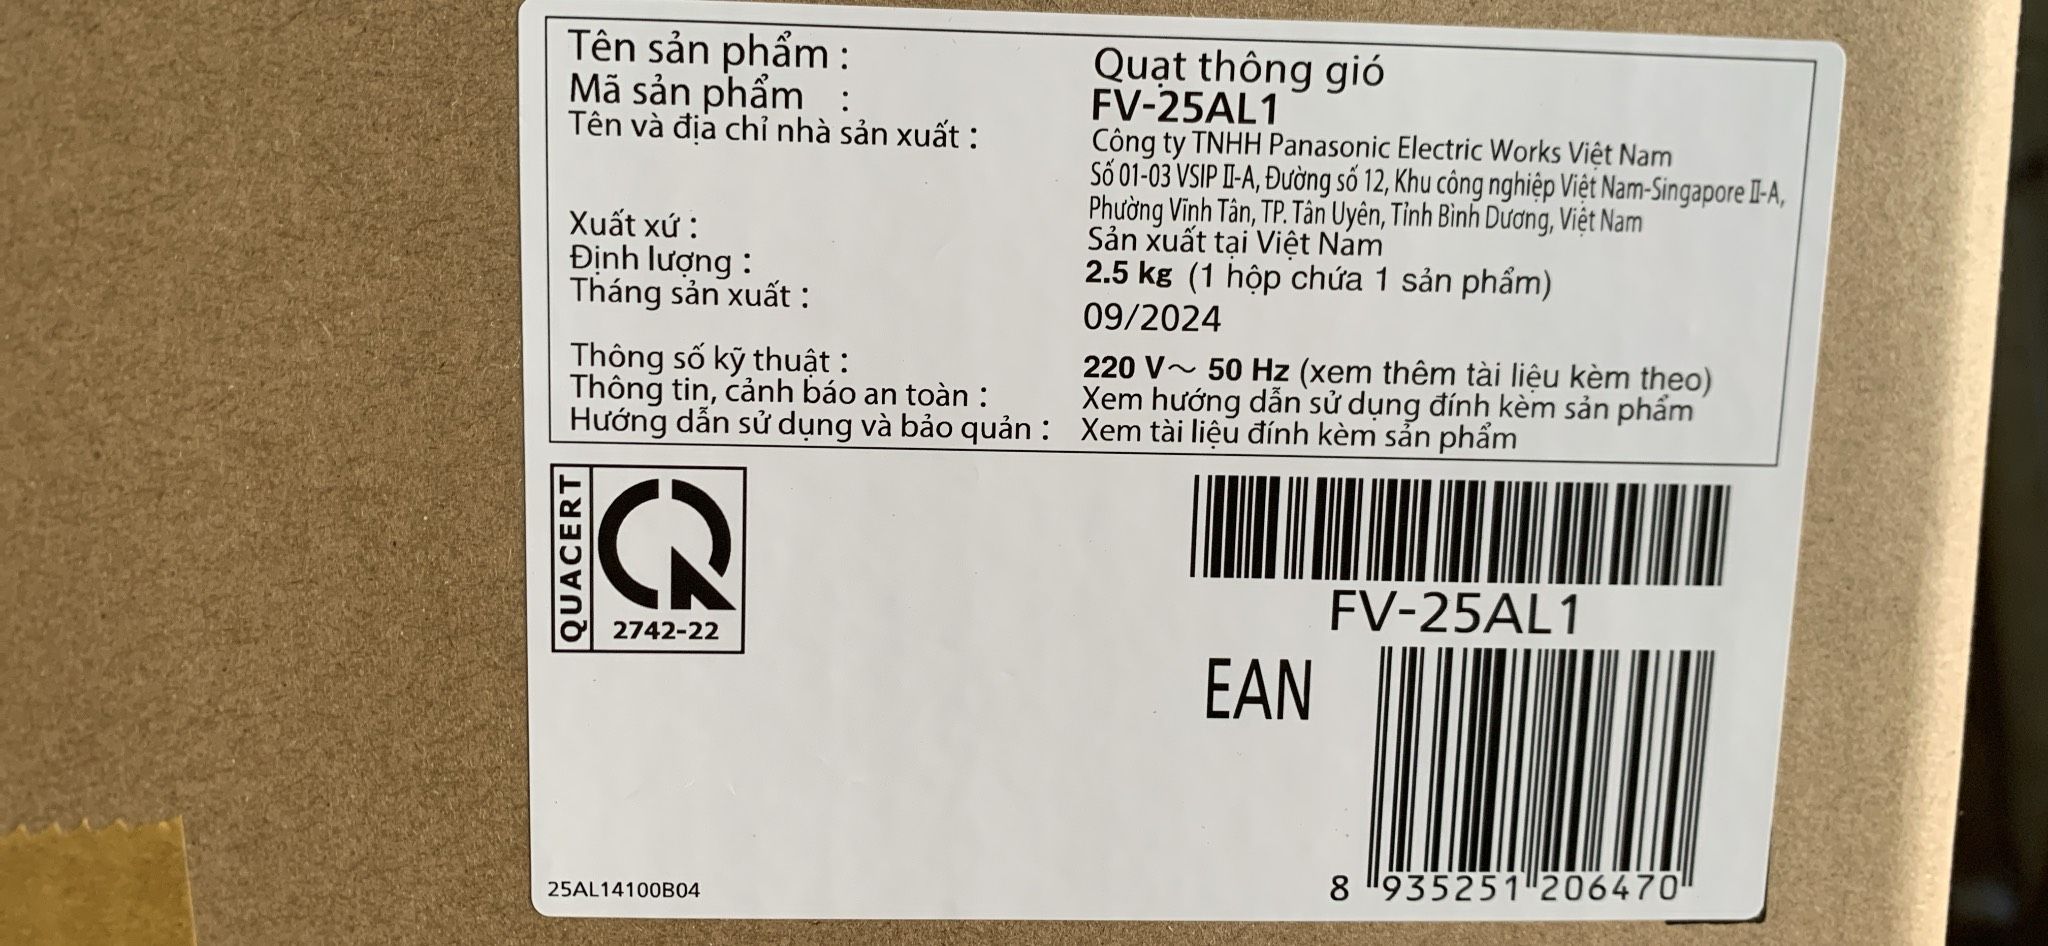 Tên sản phẩm : Quạt thông gió
Mã sản phẩm : FV-25AL1
Tên và địa chỉ nhà sản xuất : Công ty TNHH Panasonic Electric Works Việt Nam
Số 01-03 VSIP II-A, Đường số 12, Khu công nghiệp Việt Nam-Singapore II-A,
Phường Vĩnh Tân, TP. Tân Uyên, Tỉnh Bình Dương, Việt Nam
Xuất xứ : Sản xuất tại Việt Nam
Định lượng : 2.5 kg (1 hộp chứa 1 sản phẩm)
Tháng sản xuất : 09/2024
Thông số kỹ thuật : 220 V~ 50 Hz (xem thêm tài liệu kèm theo)
Thông tin, cảnh báo an toàn : Xem hướng dẫn sử dụng đính kèm sản phẩm
Hướng dẫn sử dụng và bảo quản : Xem tài liệu đính kèm sản phẩm
QUACERT
2742-22
FV-25AL1
EAN
8 935251 206470
25AL14100B04